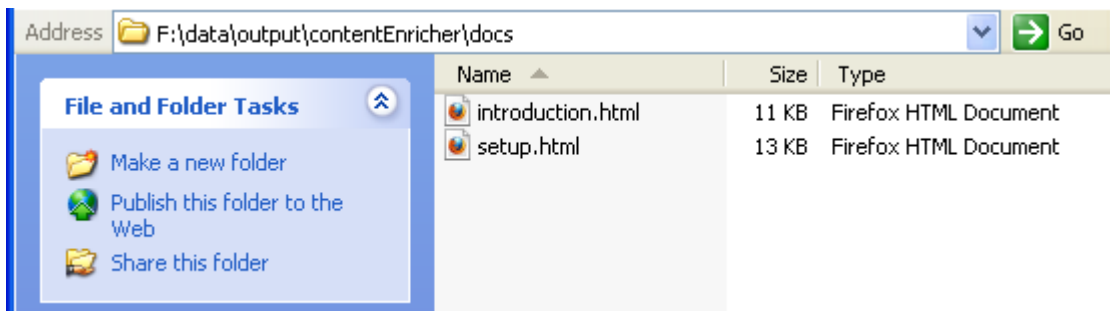 Address F:\data\output\contentEnricher\docs Go
File and Folder Tasks
Make a new folder
Publish this folder to the
Web
Share this folder
Name Size Type
introduction.html 11 KB Firefox HTML Document
setup.html 13 KB Firefox HTML Document